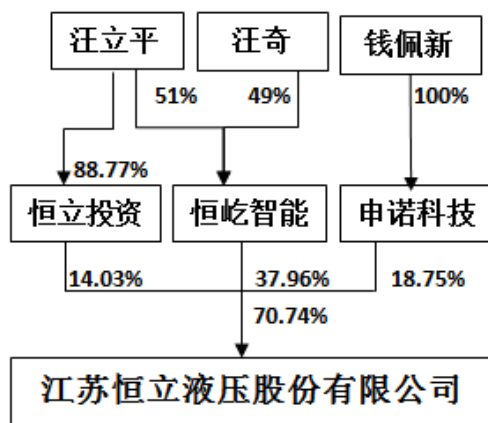 汪立平
汪奇
钱佩新
51%
49%
100%
88.77%
恒立投资
恒屹智能
申诺科技
14.03%
37.96%
18.75%
70.74%
江苏恒立液压股份有限公司